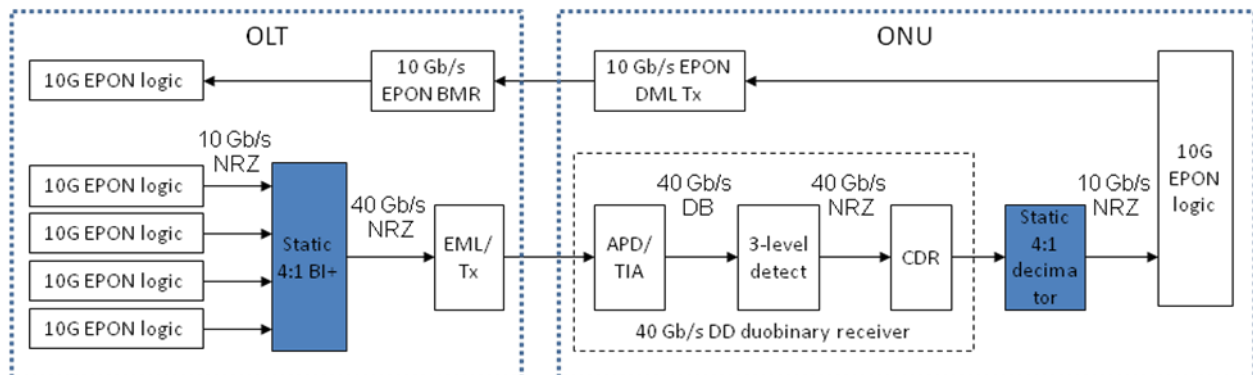 OLT
ONU
10G EPON logic
10 Gb/s
EPON BMR
10 Gb/s EPON
DML Tx
10G
EPON
logic
10 Gb/s
NRZ
10G EPON logic
10G EPON logic
10G EPON logic
10G EPON logic
Static
4:1 BI+
40 Gb/s
NRZ
EML/
Tx
APD/
TIA
40 Gb/s
DB
3-level
detect
40 Gb/s
NRZ
CDR
40 Gb/s DD duobinary receiver
Static
4:1
decima
tor
10 Gb/s
NRZ